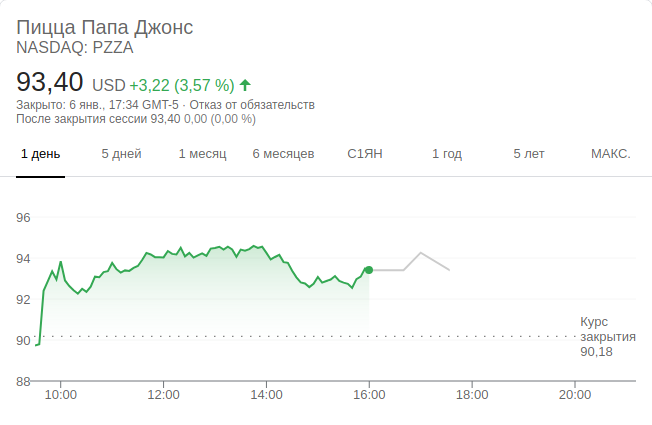 Пицца Папа Джонс
NASDAQ: PZZA
93,40 USD +3,22 (3,57 %)
Закрыто: 6 янв., 17:34 GMT-5 · Отказ от обязательств
После закрытия сессии 93,40 0,00 (0,00 %)
1 день 5 дней 1 месяц 6 месяцев С1ЯН 1 год 5 лет МАКС.
96
94
92
90
88
Курс
закрытия
90,18
10:00 12:00 14:00 16:00 18:00 20:00